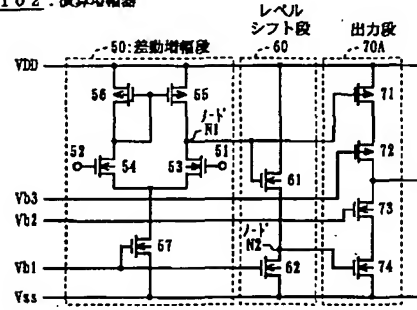 102:演算増幅器
レベル
シフト段
出力段
50:差動増幅段
60
70A
VDD
56
55
71
ノード
N1
52
54
53
51
72
61
Vb3
Vb2
73
57
ノード
N2
Vb1
62
74
Vss